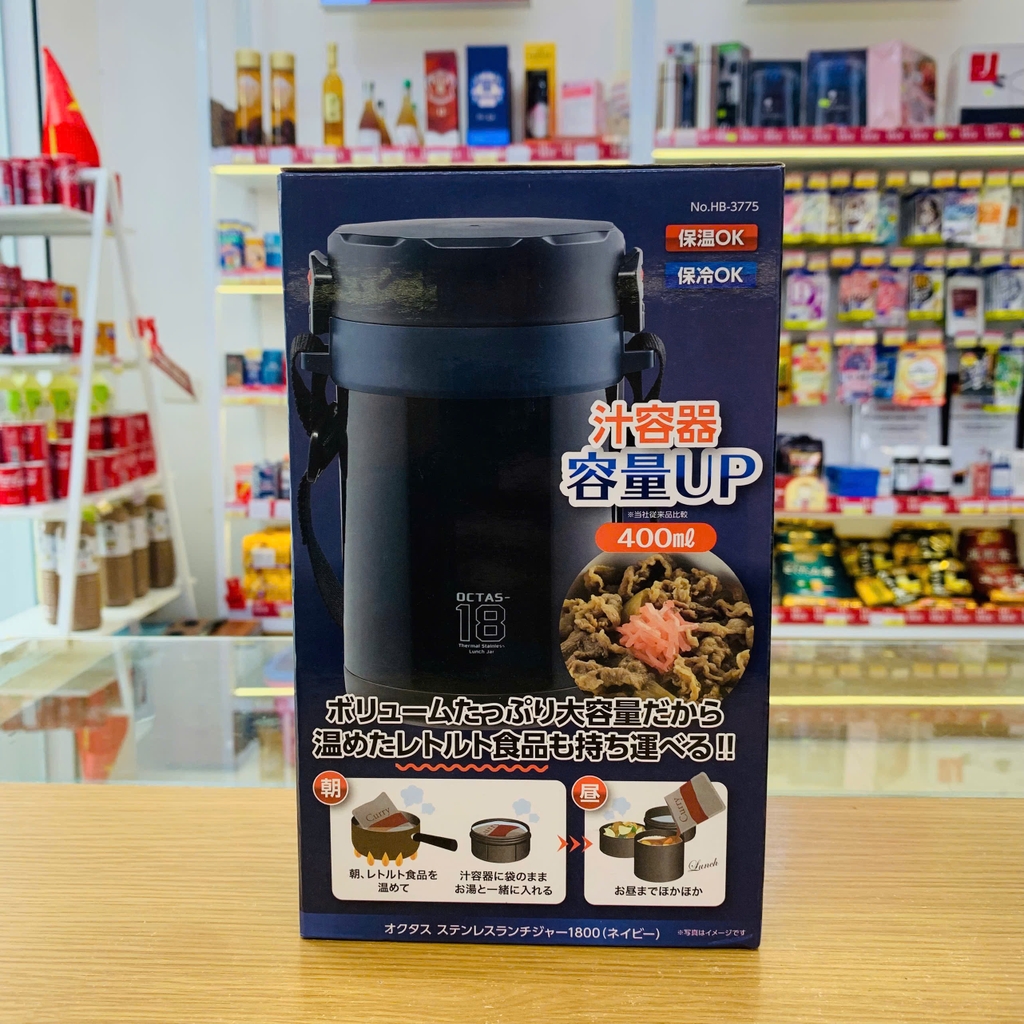 No.HB-3775
保温OK
保冷OK
汁容器
容量UP
※当社従来品比較
400ml
OCTAS-
18
Thermal Stainless
Lunch Jar
ボリュームたっぷり大容量だから
温めたレトルト食品も持ち運べる!!
朝
昼
Curry
Curry
Lunch
朝、レトルト食品を
温めて
汁容器に袋のまま
お湯と一緒に入れる
お昼までほかほか
オクタス ステンレスランチジャー1800(ネイビー)
※写真はイメージです